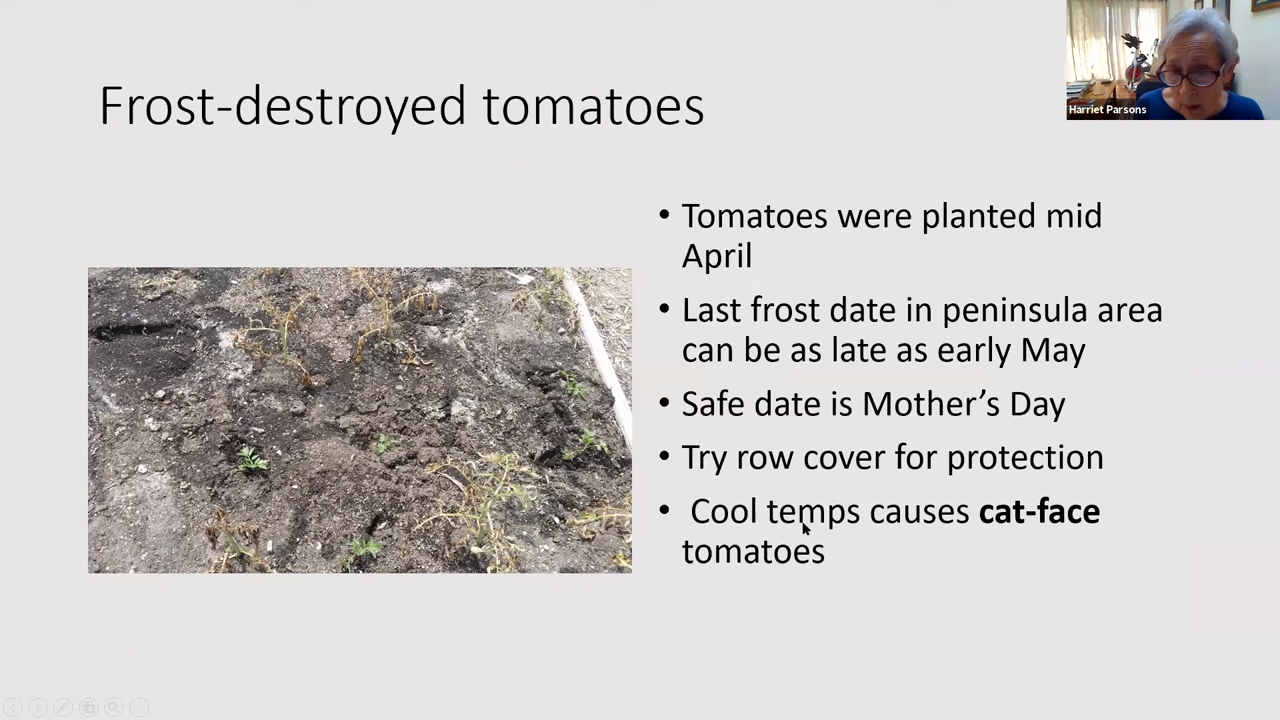 Frost-destroyed tomatoes
Harriet Parsons
• Tomatoes were planted mid
April
• Last frost date in peninsula area
can be as late as early May
• Safe date is Mother’s Day
• Try row cover for protection
• Cool temps causes cat-face
tomatoes